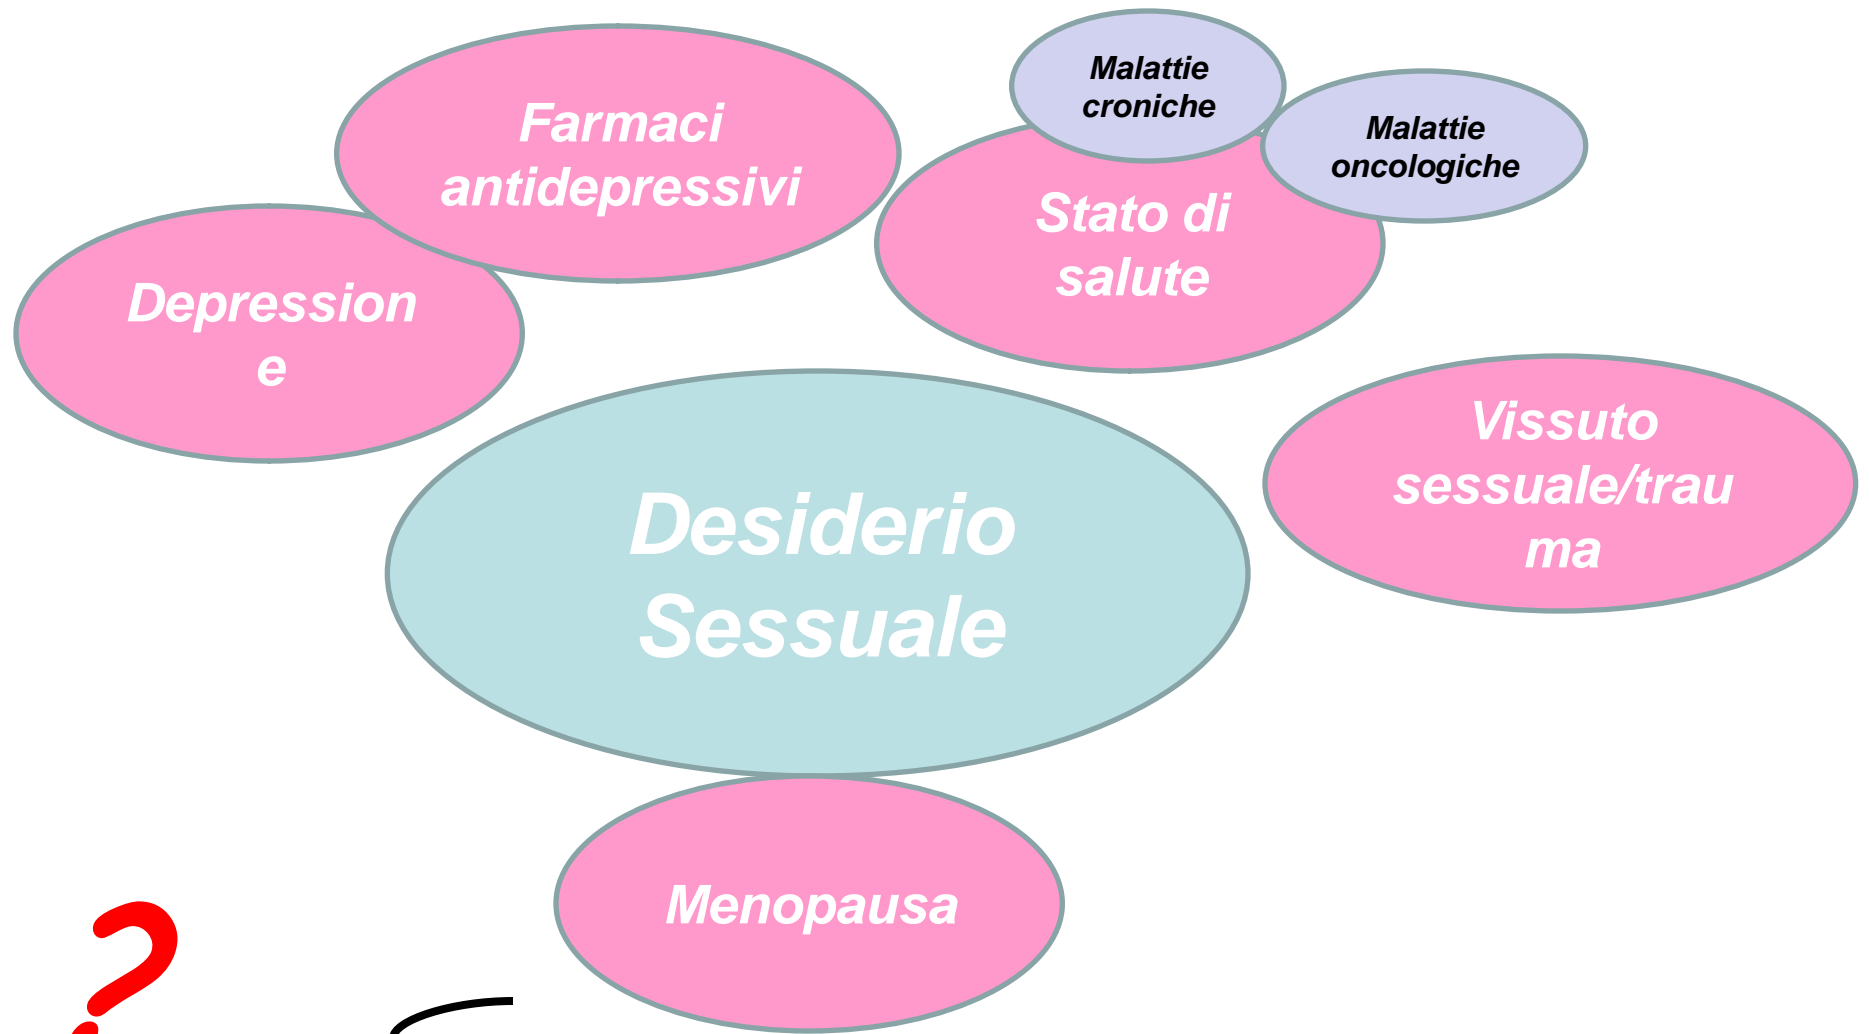 Farmaci
antidepressivi
Malattie
croniche
Malattie
oncologiche
Stato di
salute
Depression
e
Vissuto
sessuale/trau
ma
Desiderio
Sessuale
Menopausa
?